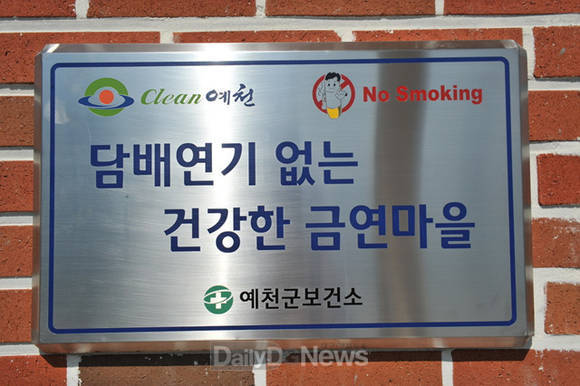 Clean 예천 No Smoking
담배연기 없는
건강한 금연마을
예천군보건소
DailyDo News